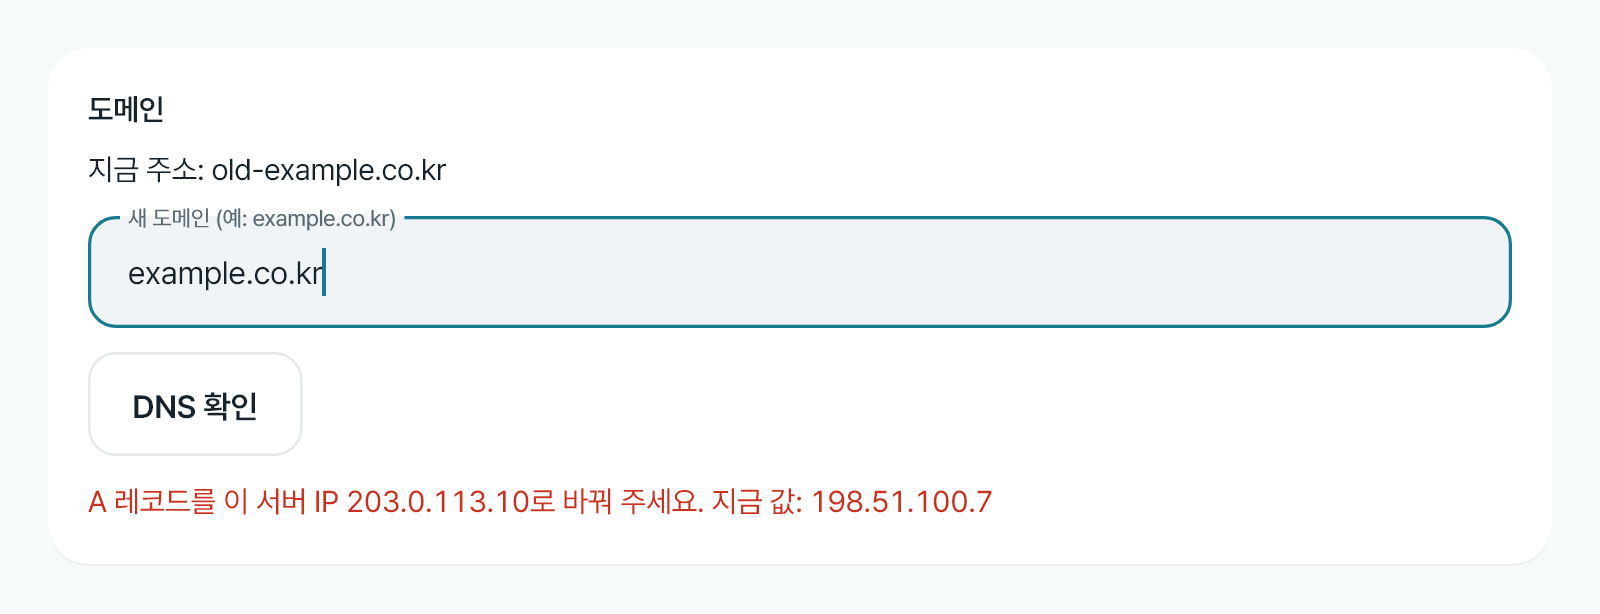 도메인
지금 주소: old-example.co.kr
새 도메인 (예: example.co.kr)
example.co.kr
DNS 확인
A 레코드를 이 서버 IP 203.0.113.10로 바꿔 주세요. 지금 값: 198.51.100.7